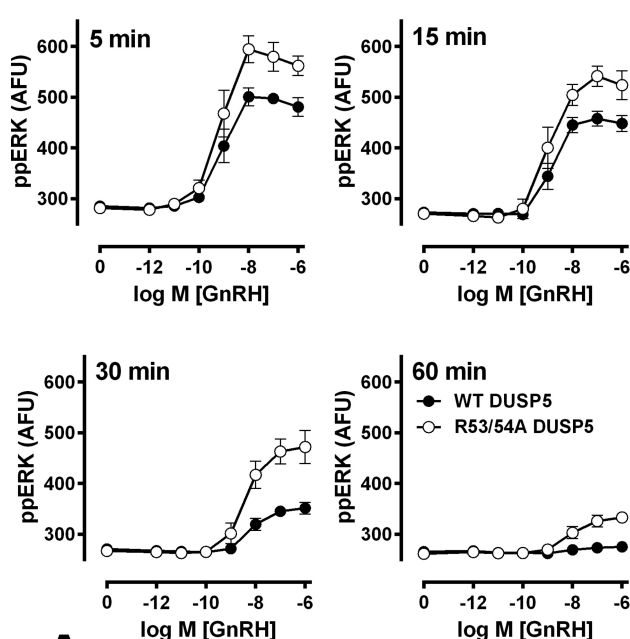 5 min
600
500
400
300
ppERK (AFU)
0 -12 -10 -8 -6
log M [GnRH]
15 min
600
500
400
300
ppERK (AFU)
0 -12 -10 -8 -6
log M [GnRH]
30 min
600
500
400
300
ppERK (AFU)
0 -12 -10 -8 -6
log M [GnRH]
60 min
WT DUSP5
R53/54A DUSP5
600
500
400
300
ppERK (AFU)
0 -12 -10 -8 -6
log M [GnRH]